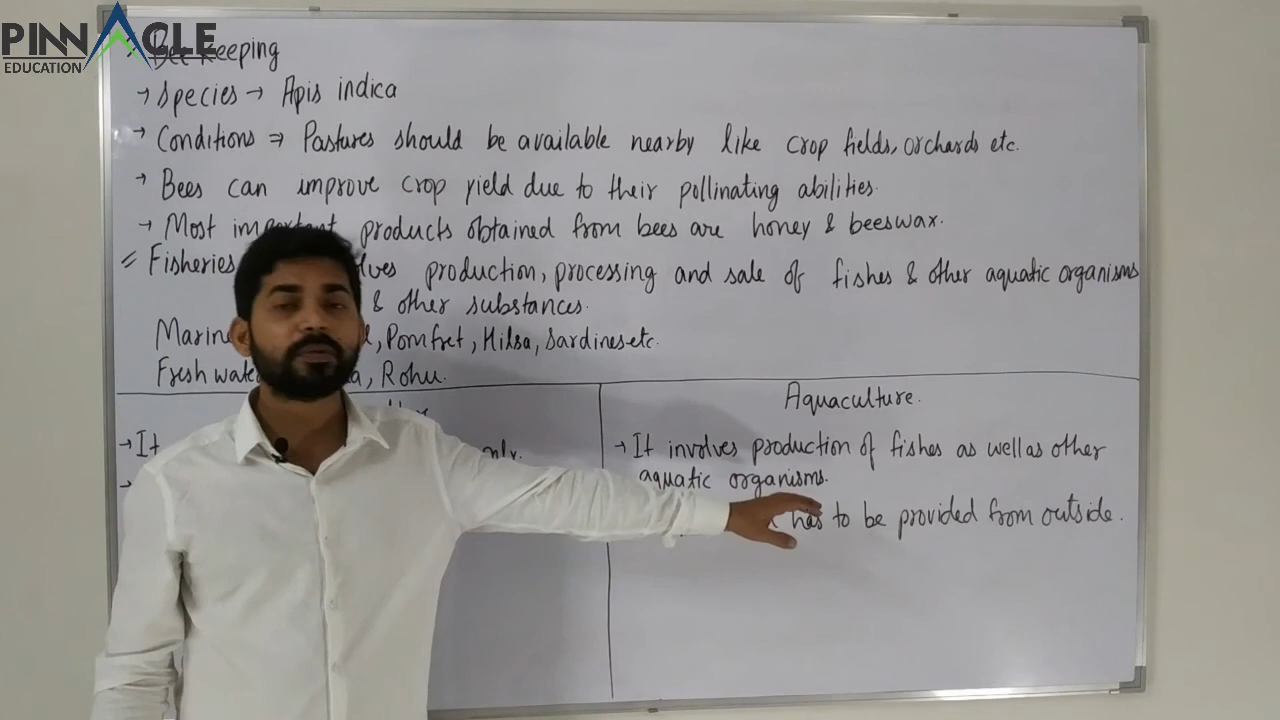 PINNACLE
EDUCATION
Bee Keeping
→ Species → Apis indica
→ Conditions ⇒ Pastures should be available nearby like crop fields, orchards etc.
→ Bees can improve crop yield due to their pollinating abilities.
→ Most important products obtained from bees are honey & beeswax.
Fisheries production, processing and sale of fishes & other aquatic organisms
& other substances.
Marine , Pomfret, Hilsa, Sardines etc.
Fresh water , Rohu.
Aquaculture.
→ It
→ It involves production of fishes as well as other
aquatic organisms.
has to be provided from outside.